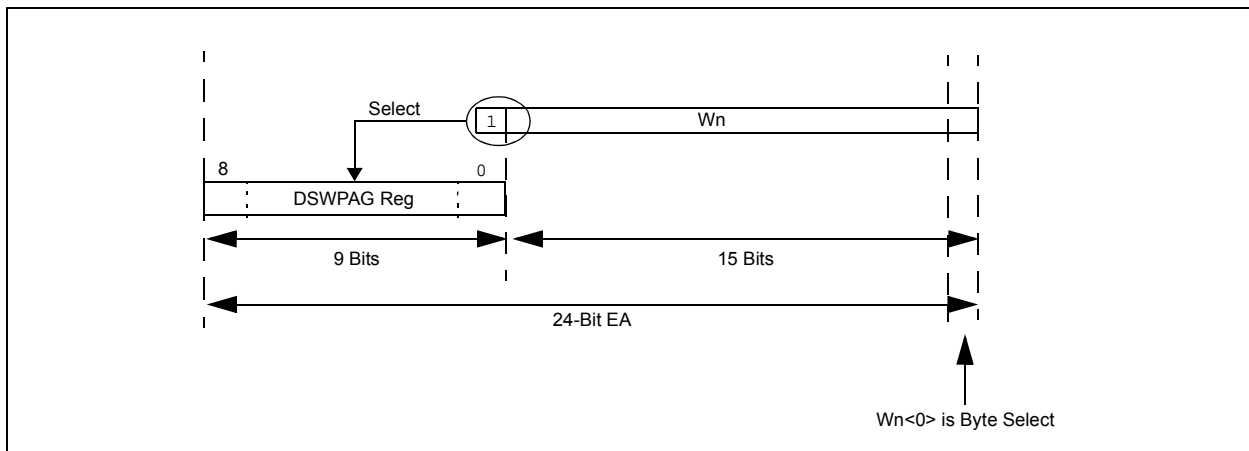 Select
1
Wn
8
0
DSWPAG Reg
9 Bits
15 Bits
24-Bit EA
Wn<0> is Byte Select